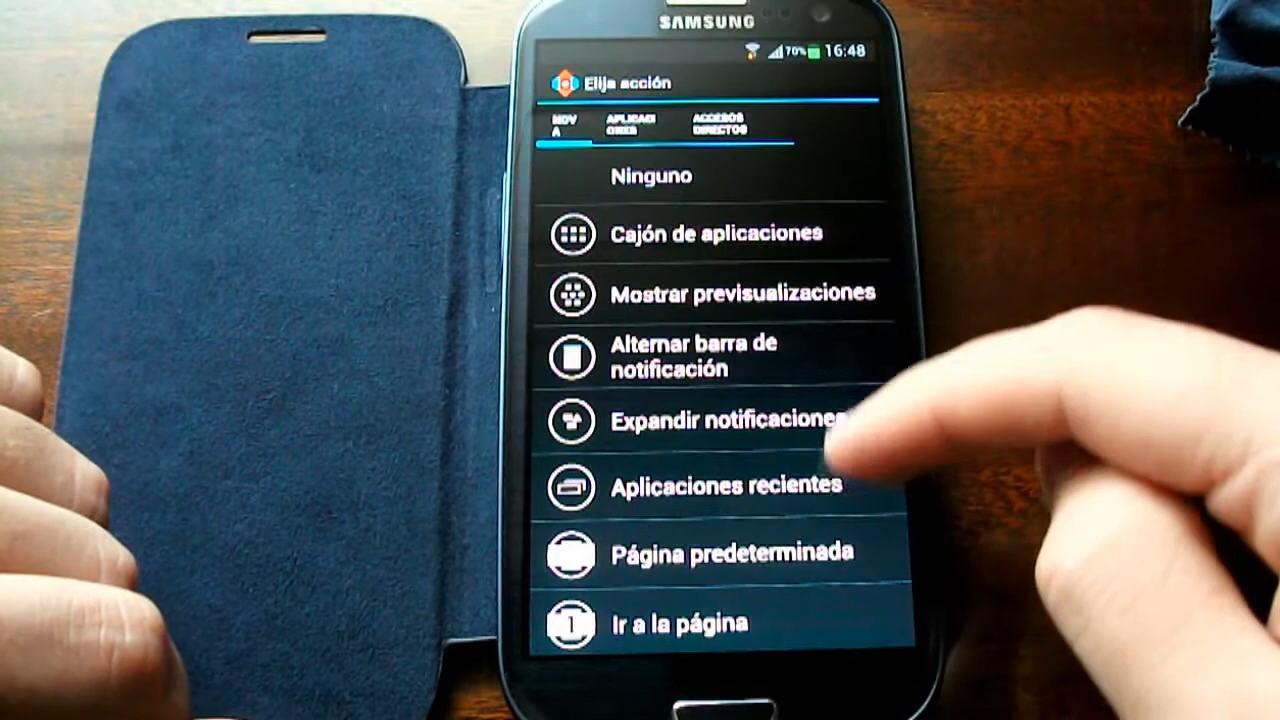 SAMSUNG
70% 16:48
Elija acción
NOV
A
APLICACI
ONES
ACCESOS
DIRECTOS
Ninguno
Cajón de aplicaciones
Mostrar previsualizaciones
Alternar barra de
notificación
Expandir notificaciones
Aplicaciones recientes
Página predeterminada
1 Ir a la página